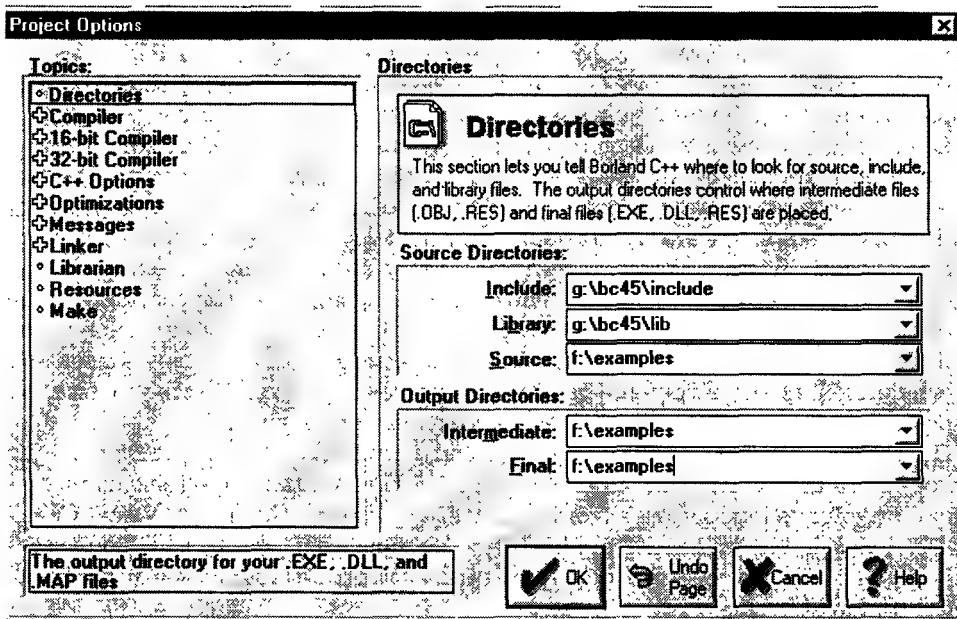 Project Options
Topics:
Directories
Compiler
16-bit Compiler
32-bit Compiler
C++ Options
Optimizations
Messages
Linker
Librarian
Resources
Make
Directories
C:\
Directories
This section lets you tell Borland C++ where to look for source, include,
and library files. The output directories control where intermediate files
(.OBJ, .RES) and final files (.EXE, .DLL, .RES) are placed.
Source Directories:
Include: g:\bc45\include
Library: g:\bc45\lib
Source: f:\examples
Output Directories:
Intermediate: f:\examples
Final: f:\examples
The output directory for your .EXE, .DLL, and
.MAP files
OK
Undo
Page
Cancel
? Help